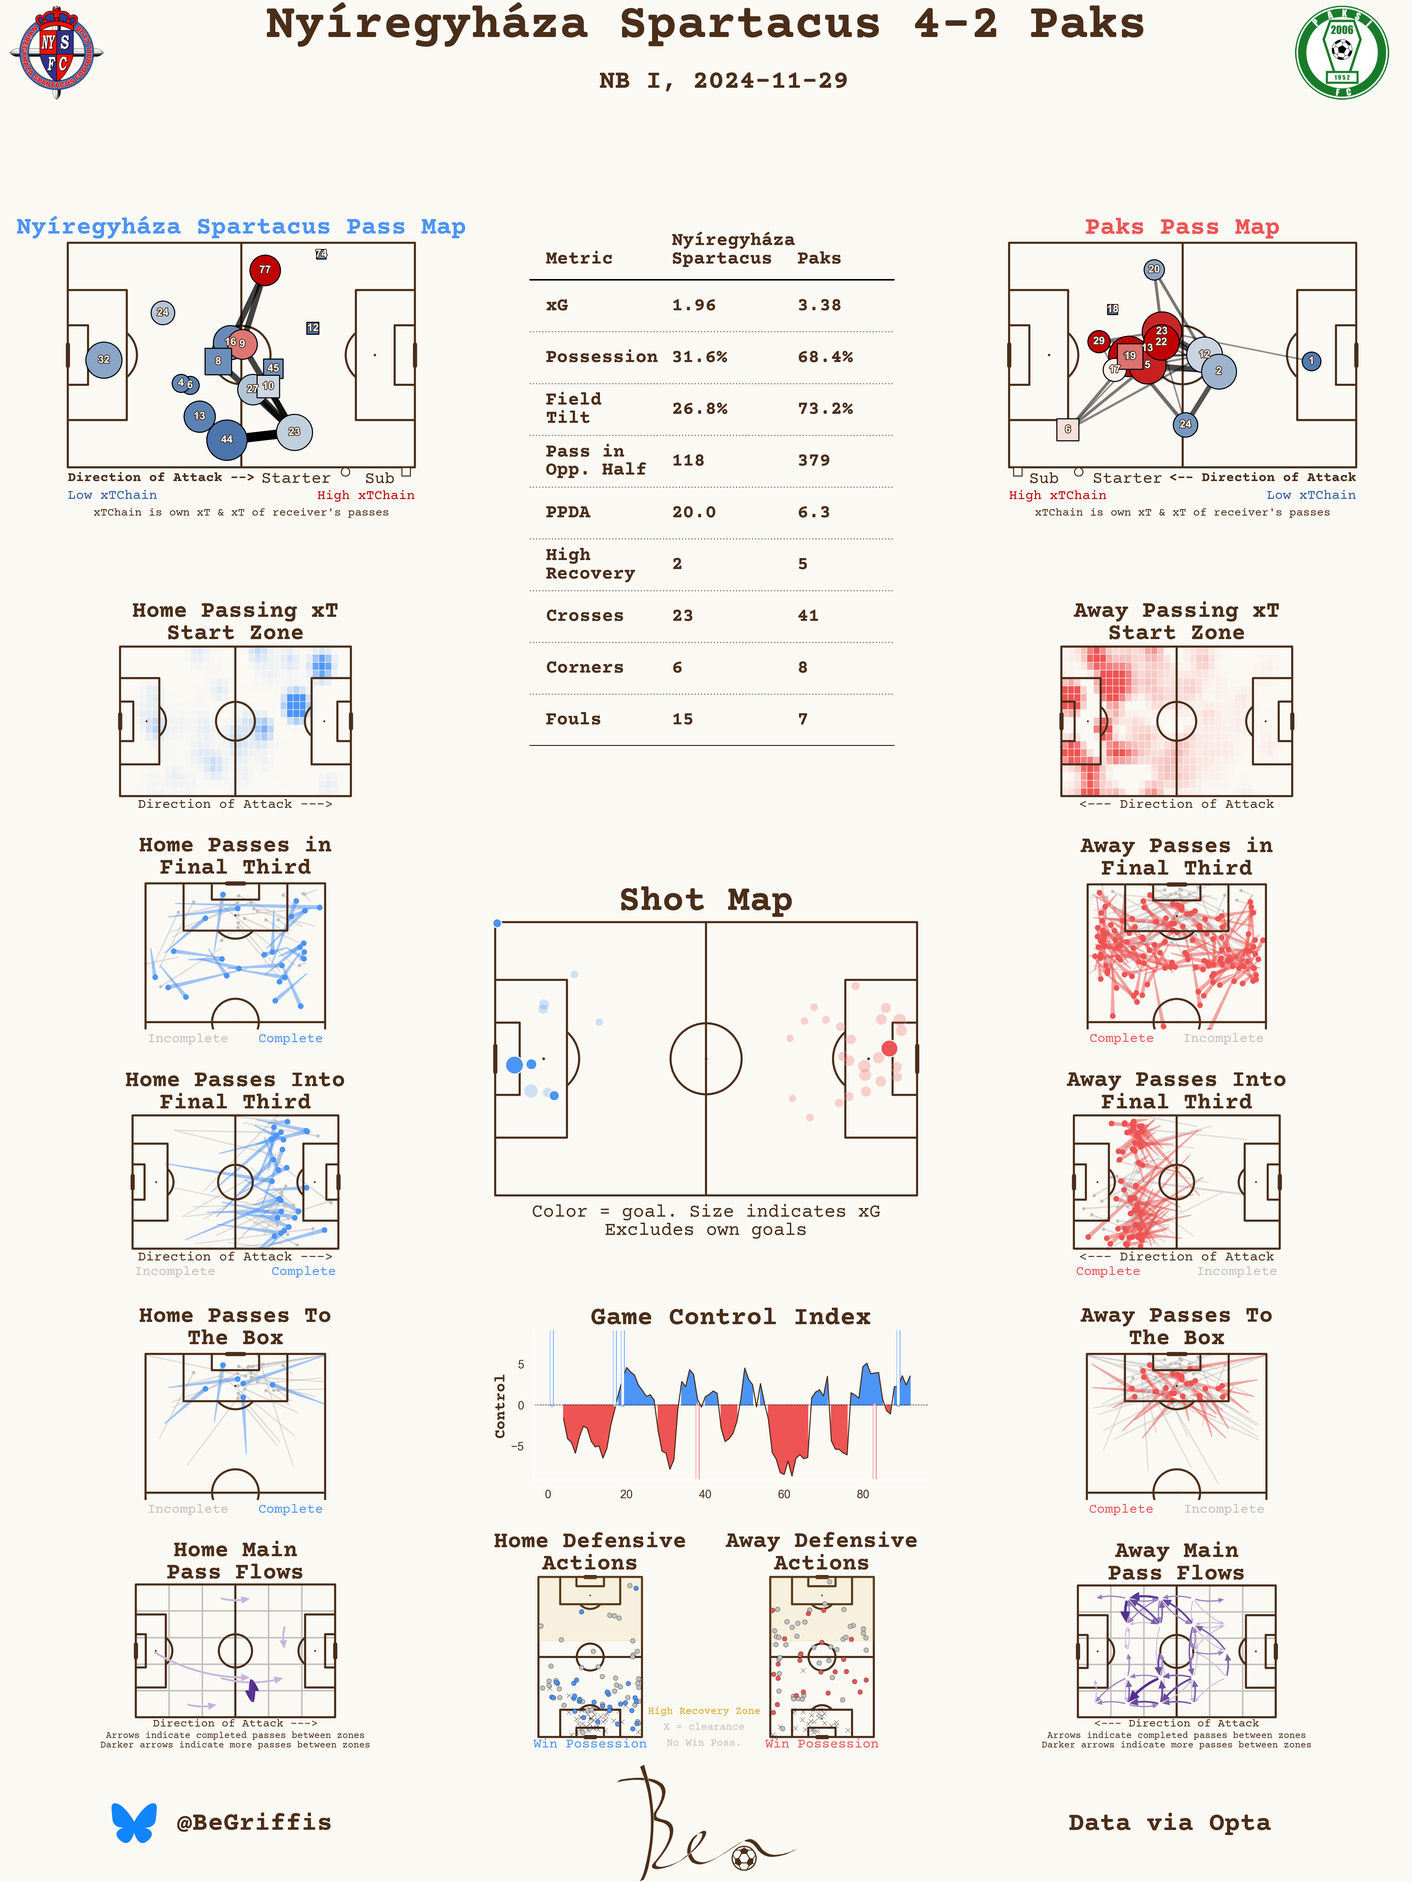 Nyíregyháza Spartacus 4-2 Paks
NB I, 2024-11-29
NY S
F C
PAKSI
2006
1952
FC
Nyíregyháza Spartacus Pass Map
74
77
24
12
16
9
32
8
45
4
6
27
10
13
44
23
Direction of Attack --> Starter Sub
Low xTChain High xTChain
xTChain is own xT & xT of receiver's passes
Metric Nyíregyháza Spartacus Paks
xG 1.96 3.38
Possession 31.6% 68.4%
Field Tilt 26.8% 73.2%
Pass in Opp. Half 118 379
PPDA 20.0 6.3
High Recovery 2 5
Crosses 23 41
Corners 6 8
Fouls 15 7
Paks Pass Map
20
18
23
29
22
13
19
12
1
17
5
2
6
24
Sub Starter <-- Direction of Attack
High xTChain Low xTChain
xTChain is own xT & xT of receiver's passes
Home Passing xT
Start Zone
Direction of Attack --->
Away Passing xT
Start Zone
<--- Direction of Attack
Home Passes in
Final Third
Incomplete Complete
Away Passes in
Final Third
Complete Incomplete
Shot Map
Color = goal. Size indicates xG
Excludes own goals
Home Passes Into
Final Third
Direction of Attack --->
Incomplete Complete
Away Passes Into
Final Third
<--- Direction of Attack
Complete Incomplete
Home Passes To
The Box
Incomplete Complete
Game Control Index
Control
5
0
−5
0 20 40 60 80
Away Passes To
The Box
Complete Incomplete
Home Main
Pass Flows
Direction of Attack --->
Arrows indicate completed passes between zones
Darker arrows indicate more passes between zones
Home Defensive
Actions
Win Possession
Away Defensive
Actions
Win Possession
High Recovery Zone
X = clearance
No Win Poss.
Away Main
Pass Flows
<--- Direction of Attack
Arrows indicate completed passes between zones
Darker arrows indicate more passes between zones
@BeGriffis
Ben
Data via Opta